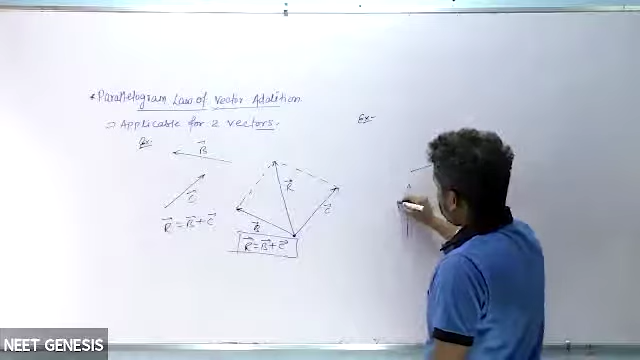 * Parallelogram Law of Vector Addition
⇒ Applicable for 2 vectors.
Ex:
B⃗
C⃗
R⃗ = B⃗ + C⃗
R⃗
C⃗
B⃗
R⃗ = B⃗ + C⃗
Ex:-
NEET GENESIS